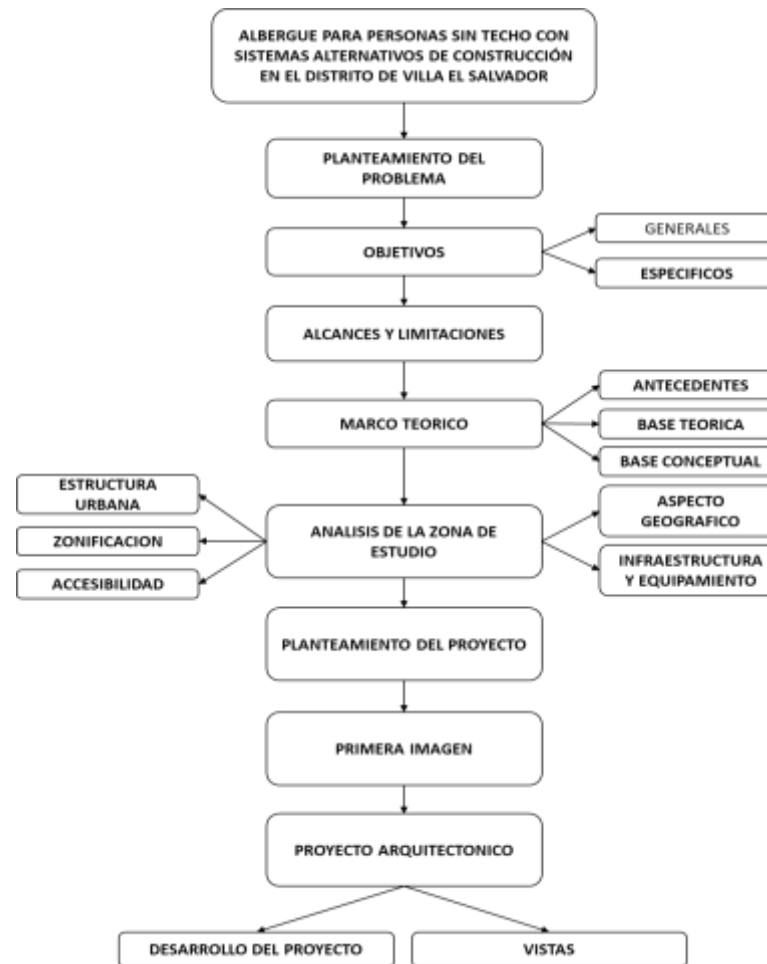 ALBERGUE PARA PERSONAS SIN TECHO CON
SISTEMAS ALTERNATIVOS DE CONSTRUCCIÓN
EN EL DISTRITO DE VILLA EL SALVADOR
PLANTEAMIENTO DEL
PROBLEMA
OBJETIVOS
GENERALES
ESPECIFICOS
ALCANCES Y LIMITACIONES
MARCO TEORICO
ANTECEDENTES
BASE TEORICA
BASE CONCEPTUAL
ESTRUCTURA
URBANA
ZONIFICACION
ACCESIBILIDAD
ANALISIS DE LA ZONA DE
ESTUDIO
ASPECTO
GEOGRAFICO
INFRAESTRUCTURA
Y EQUIPAMIENTO
PLANTEAMIENTO DEL PROYECTO
PRIMERA IMAGEN
PROYECTO ARQUITECTONICO
DESARROLLO DEL PROYECTO
VISTAS